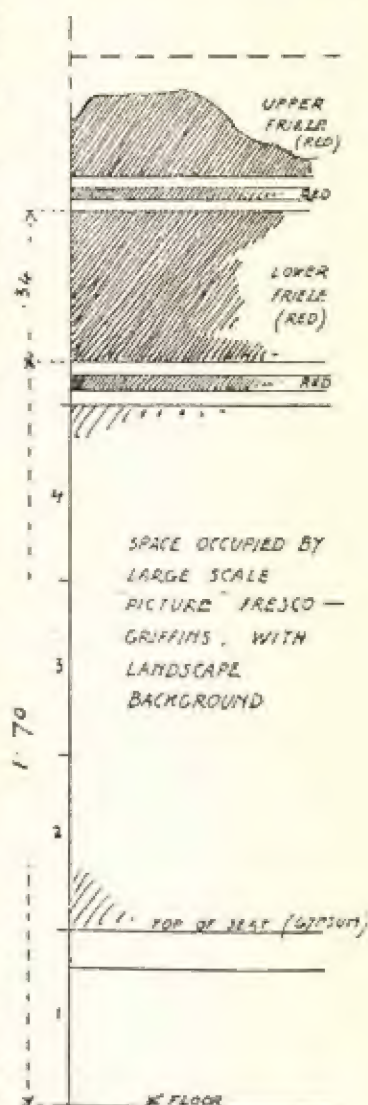 UPPER
FRIEZE
(RED)
RED
.34
LOWER
FRIEZE
(RED)
RED
4
SPACE OCCUPIED BY
LARGE SCALE
PICTURE FRESCO —
GRIFFINS, WITH
LANDSCAPE
BACKGROUND
3
1.70
2
TOP OF SEAT (GYPSUM)
1
FLOOR